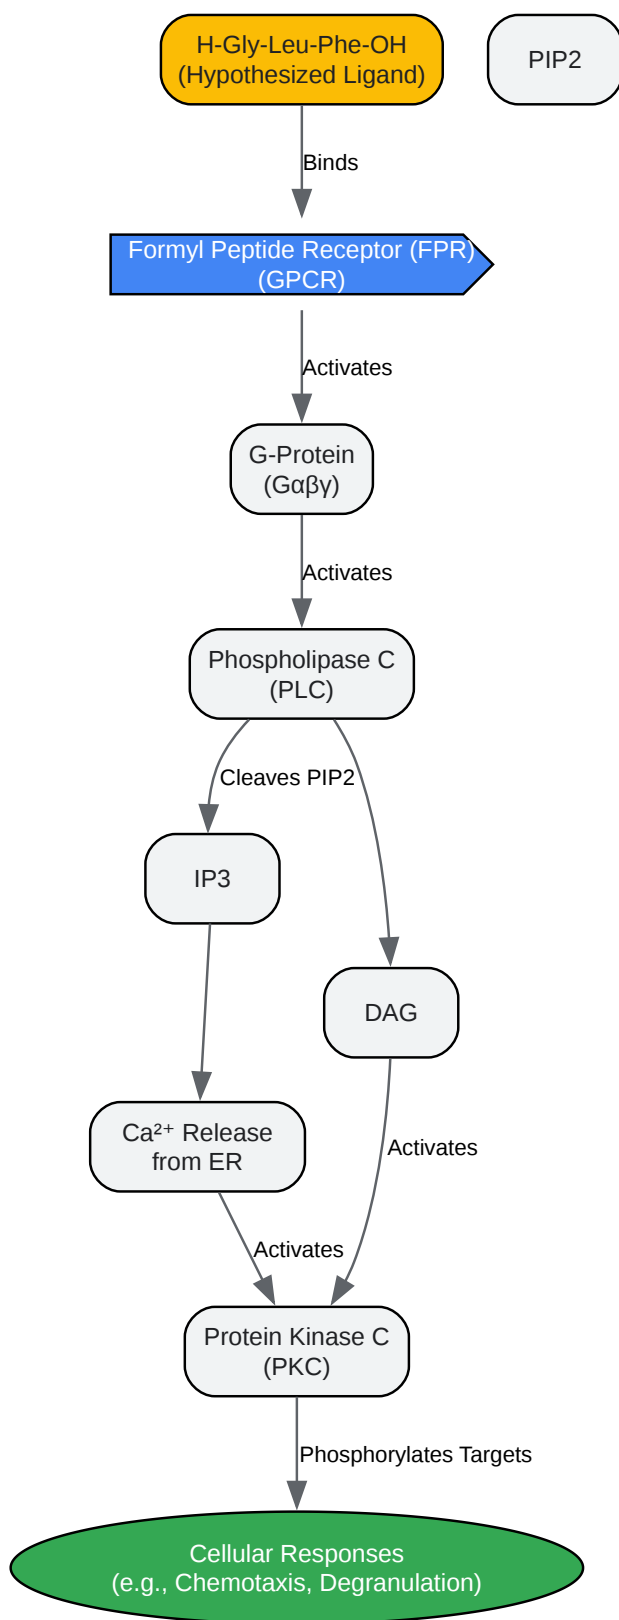 H-Gly-Leu-Phe-OH
(Hypothesized Ligand)
PIP2
Binds
Formyl Peptide Receptor (FPR)
(GPCR)
Activates
G-Protein
(Gαβγ)
Activates
Phospholipase C
(PLC)
Cleaves PIP2
IP3
DAG
Ca²⁺ Release
from ER
Activates
Activates
Protein Kinase C
(PKC)
Phosphorylates Targets
Cellular Responses
(e.g., Chemotaxis, Degranulation)